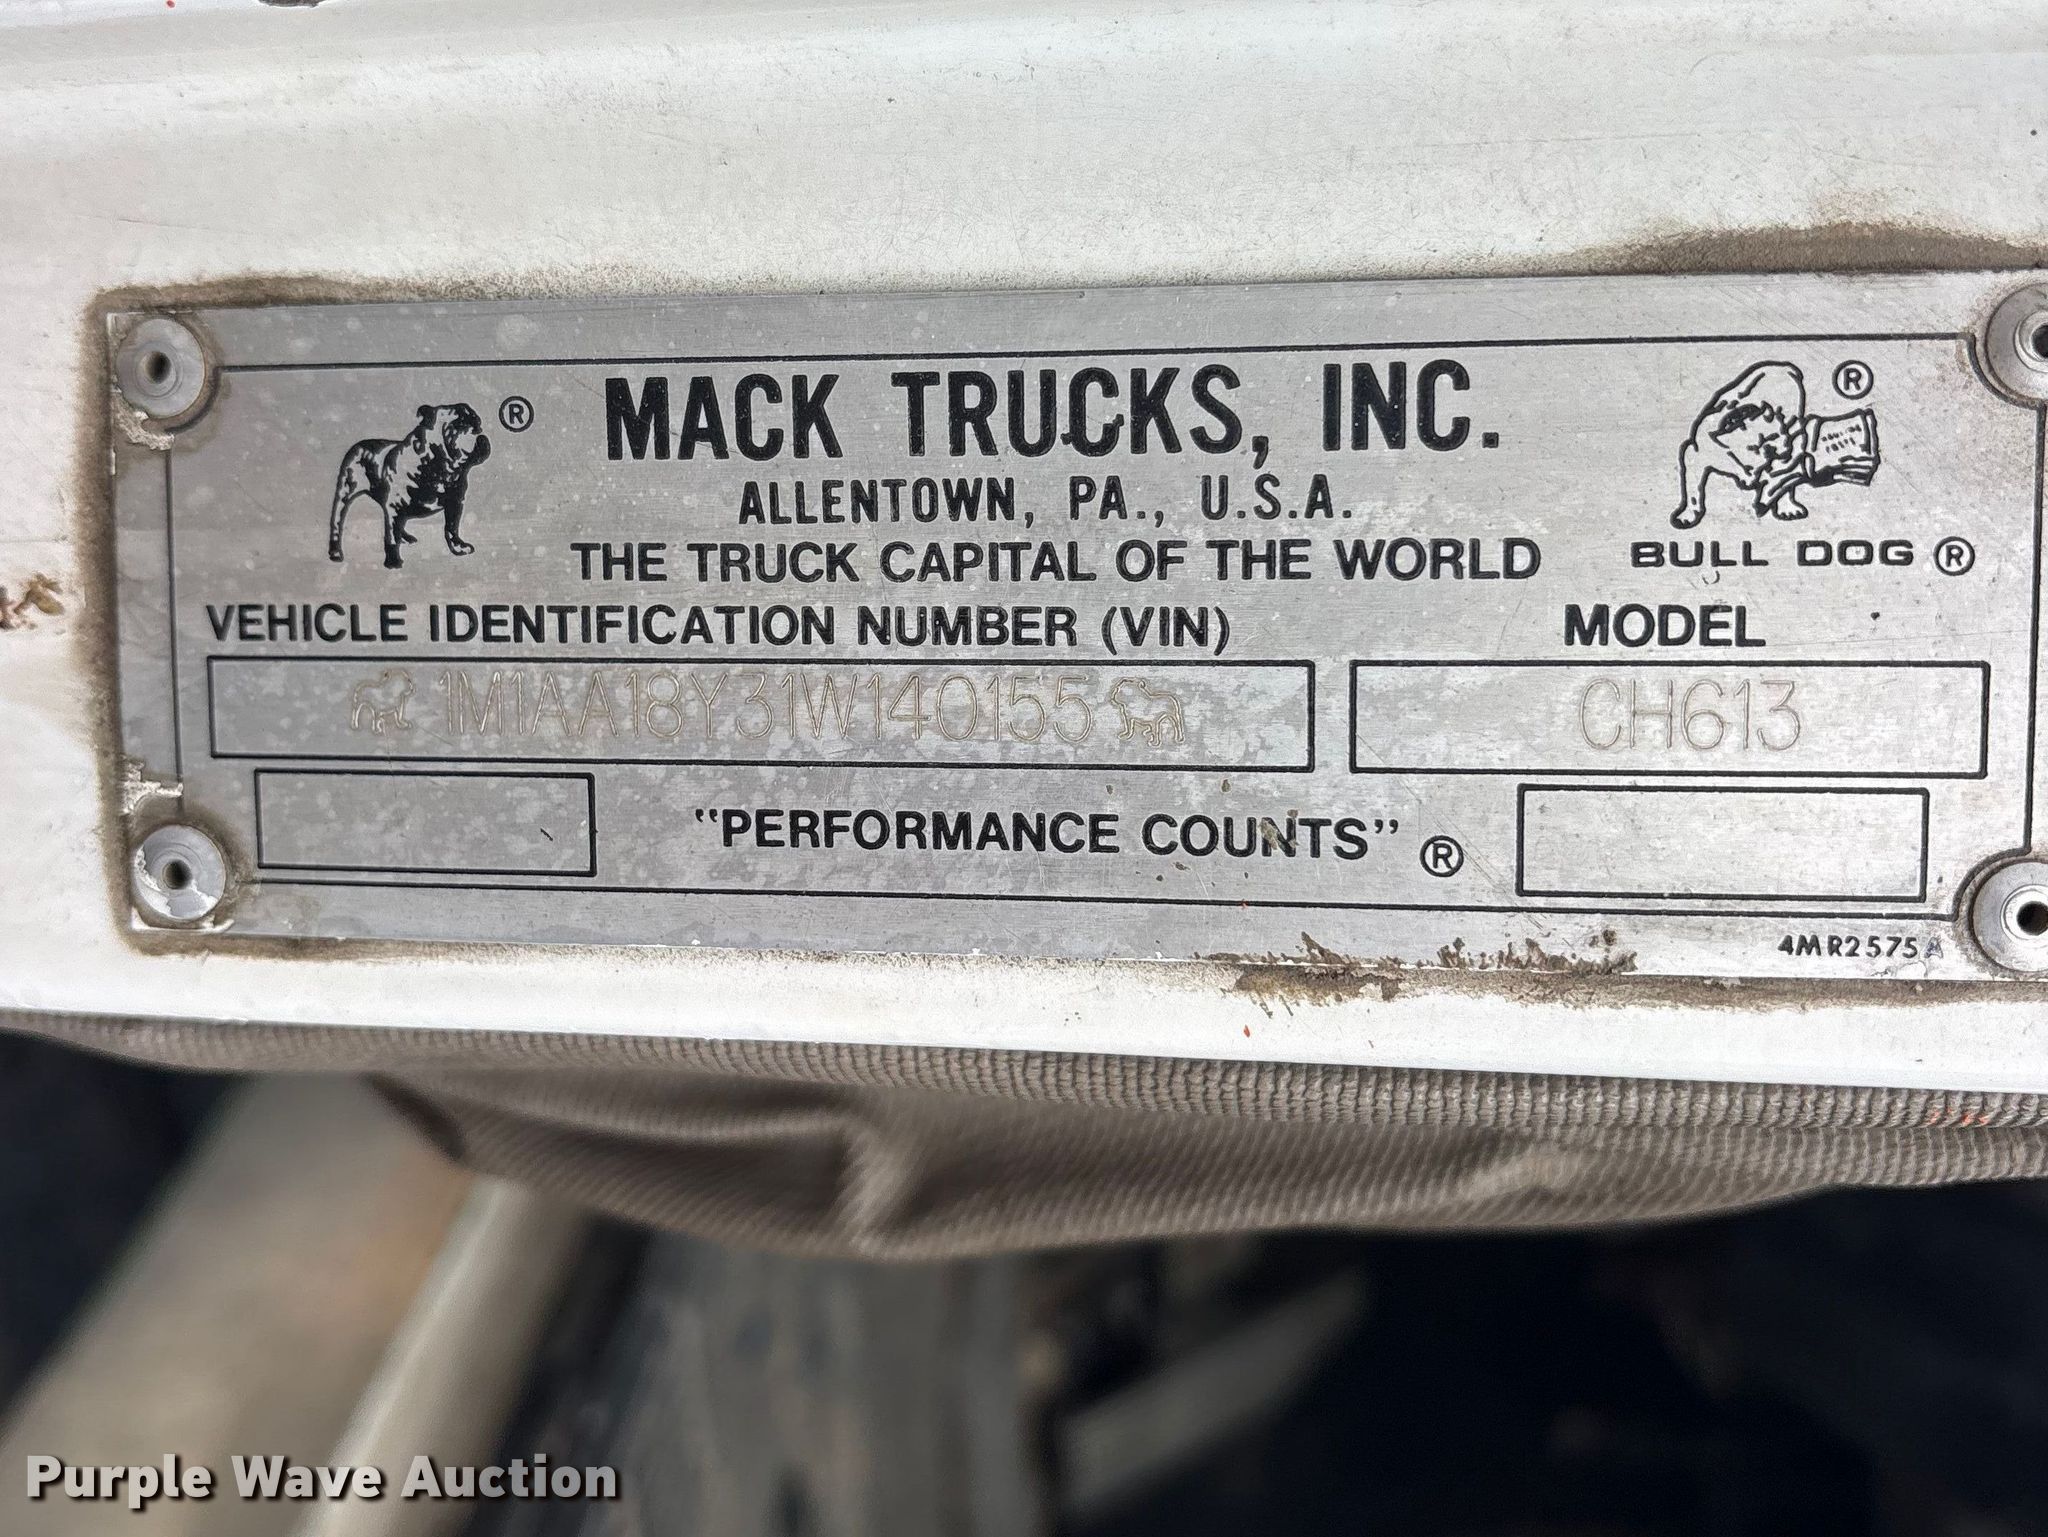 MACK TRUCKS, INC.
ALLENTOWN, PA., U.S.A.
THE TRUCK CAPITAL OF THE WORLD
BULL DOG ®
VEHICLE IDENTIFICATION NUMBER (VIN)
MODEL
1M1AA18Y31W140155
CH613
"PERFORMANCE COUNTS" ®
4MR2575A
Purple Wave Auction